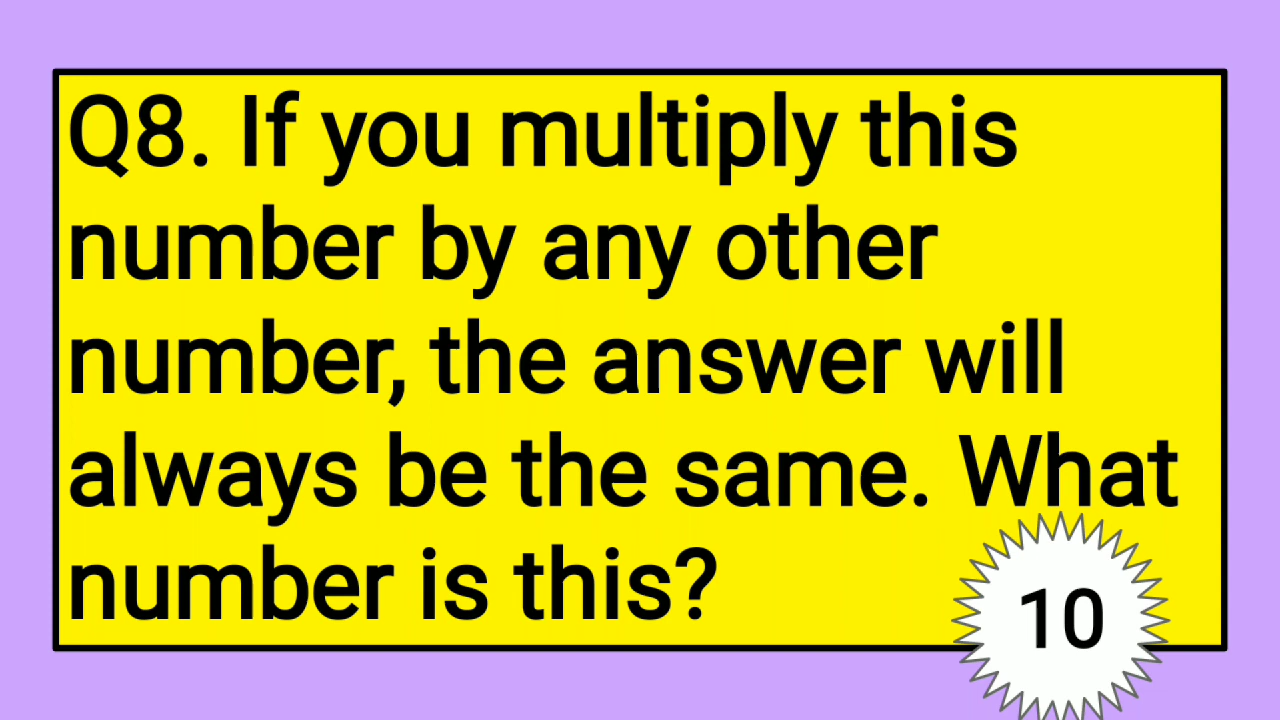 Q8. If you multiply this
number by any other
number, the answer will
always be the same. What
number is this?
10